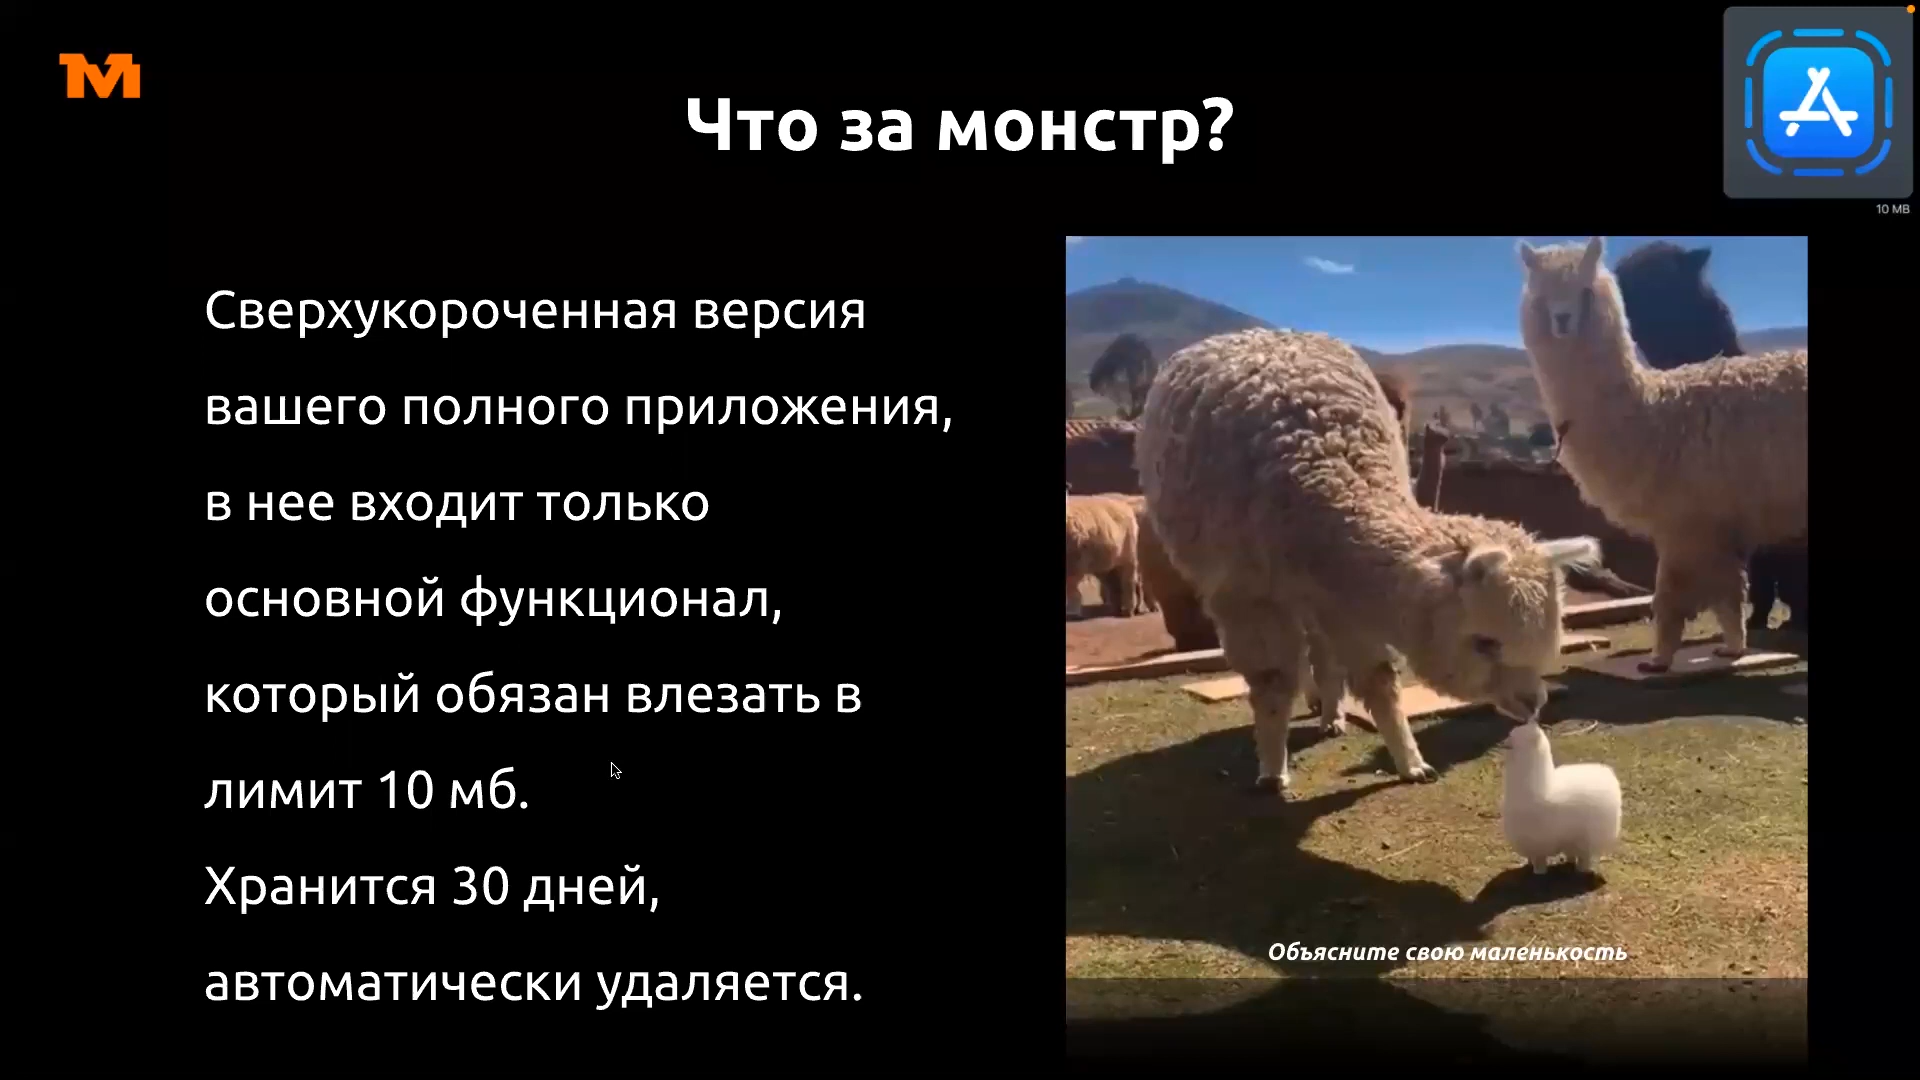 Что за монстр?
10 MB
Сверхукороченная версия
вашего полного приложения,
в нее входит только
основной функционал,
который обязан влезать в
лимит 10 мб.
Хранится 30 дней,
автоматически удаляется.
Объясните свою маленькость